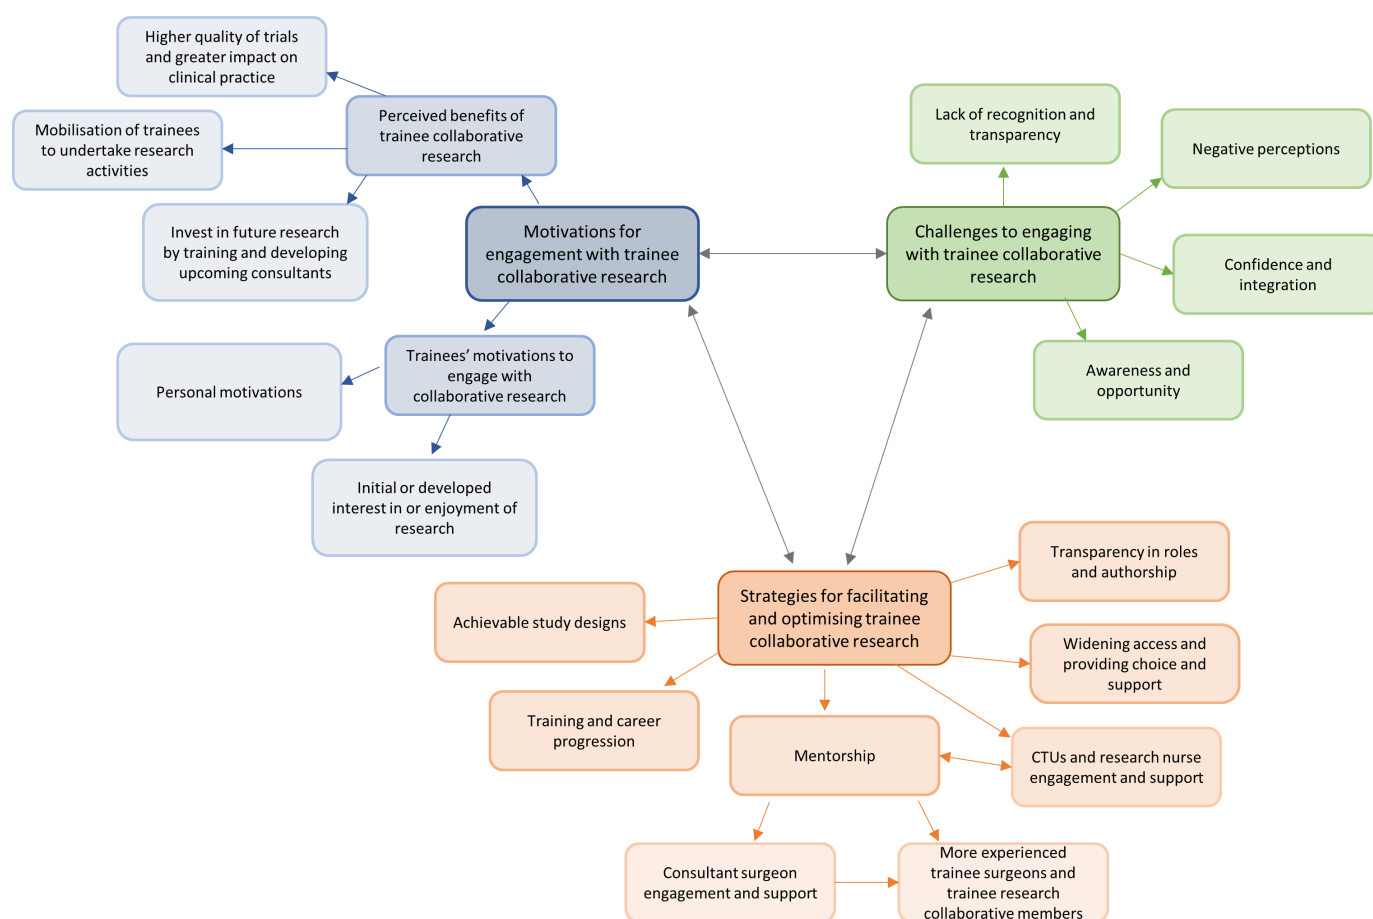 Higher quality of trials
and greater impact on
clinical practice
Perceived benefits of
trainee collaborative
research
Mobilisation of trainees
to undertake research
activities
Invest in future research
by training and developing
upcoming consultants
Motivations for
engagement with trainee
collaborative research
Trainees’ motivations to
engage with
collaborative research
Personal motivations
Initial or developed
interest in or enjoyment of
research
Lack of recognition and
transparency
Negative perceptions
Challenges to engaging
with trainee collaborative
research
Confidence and
integration
Awareness and
opportunity
Strategies for facilitating
and optimising trainee
collaborative research
Achievable study designs
Training and career
progression
Mentorship
Transparency in roles
and authorship
Widening access and
providing choice and
support
CTUs and research nurse
engagement and support
Consultant surgeon
engagement and support
More experienced
trainee surgeons and
trainee research
collaborative members